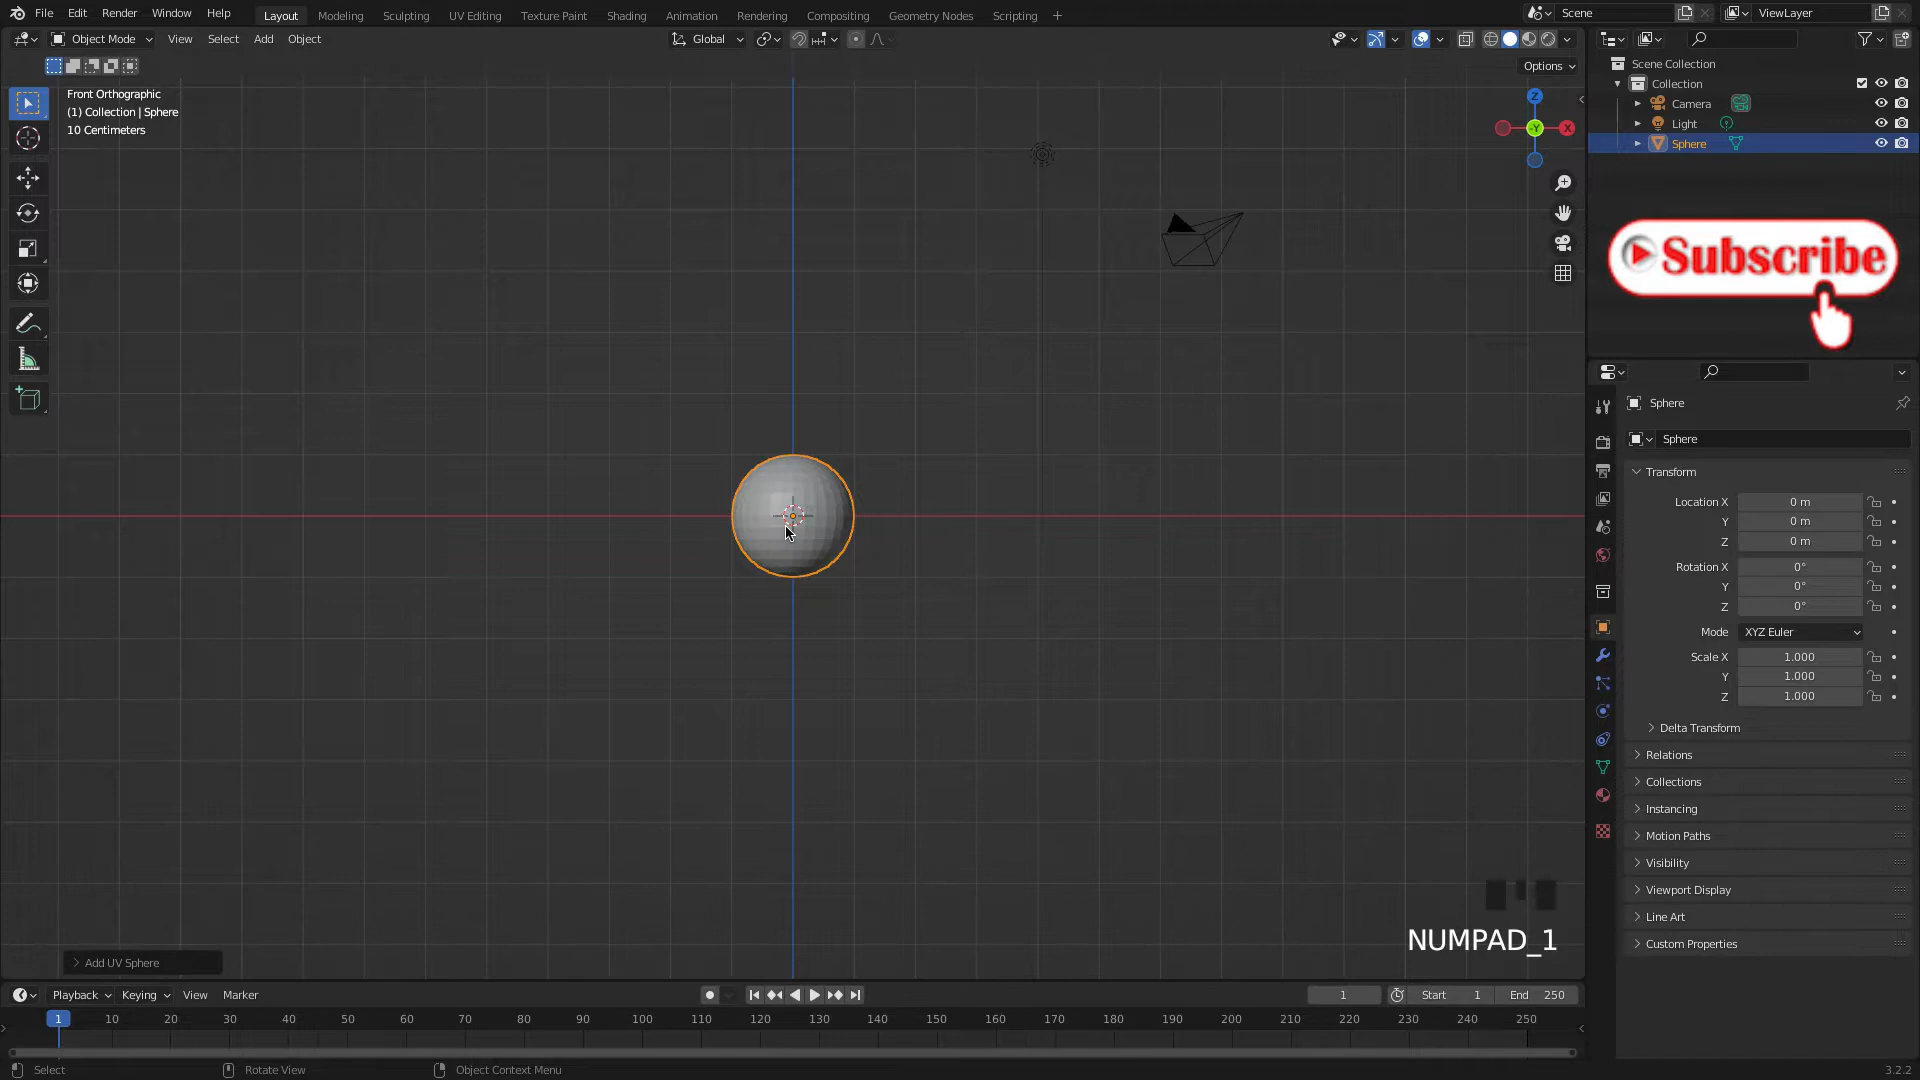 File Edit Render Window Help Layout Modeling Sculpting UV Editing Texture Paint Shading Animation Rendering Compositing Geometry Nodes Scripting + Scene ViewLayer
Object Mode View Select Add Object Global
Options
Front Orthographic
(1) Collection | Sphere
10 Centimeters
Z
-Y
X
Scene Collection
Collection
Camera
Light
Sphere
Subscribe
Sphere
Sphere
Transform
Location X 0 m
Y 0 m
Z 0 m
Rotation X 0°
Y 0°
Z 0°
Mode XYZ Euler
Scale X 1.000
Y 1.000
Z 1.000
Delta Transform
Relations
Collections
Instancing
Motion Paths
Visibility
Viewport Display
Line Art
Custom Properties
NUMPAD_1
Add UV Sphere
Playback Keying View Marker 1 Start 1 End 250
1 10 20 30 40 50 60 70 80 90 100 110 120 130 140 150 160 170 180 190 200 210 220 230 240 250
Select Rotate View Object Context Menu 3.2.2